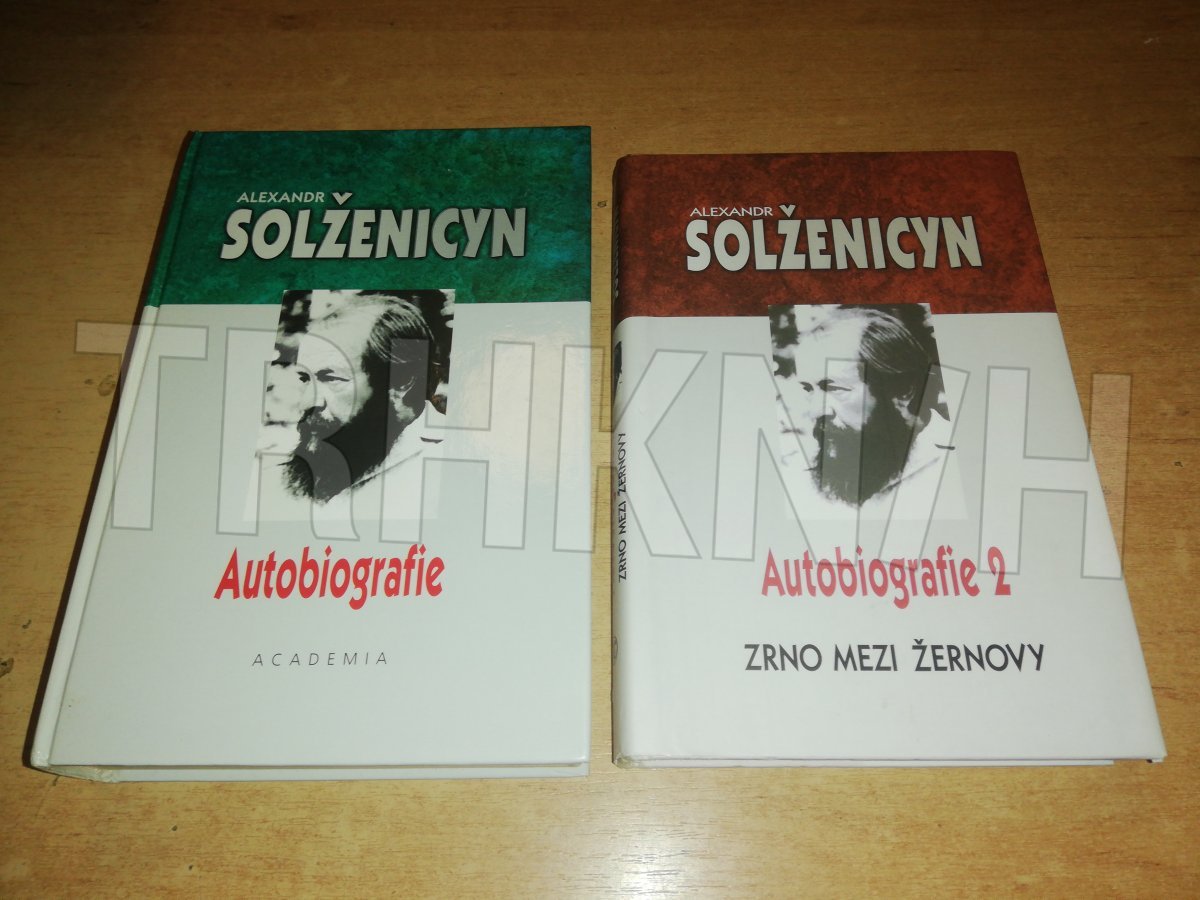 ALEXANDR
SOLŽENICYN
Autobiografie
ACADEMIA
ALEXANDR
SOLŽENICYN
Autobiografie 2
ZRNO MEZI ŽERNOVY
ZRNO MEZI ŽERNOVY
TRHKNIH